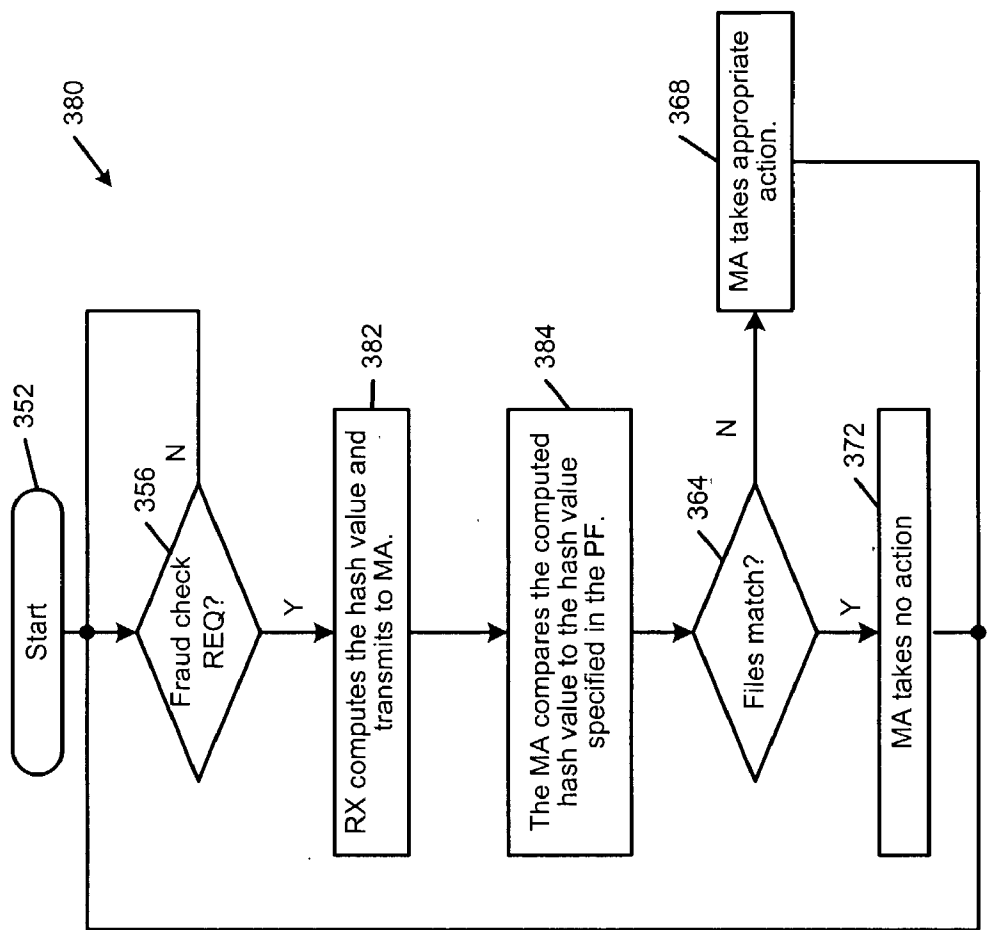 380
352
Start
356
Fraud check
REQ?
N
Y
382
RX computes the hash value and
transmits to MA.
384
The MA compares the computed
hash value to the hash value
specified in the PF.
364
Files match?
N
Y
368
MA takes appropriate
action.
372
MA takes no action